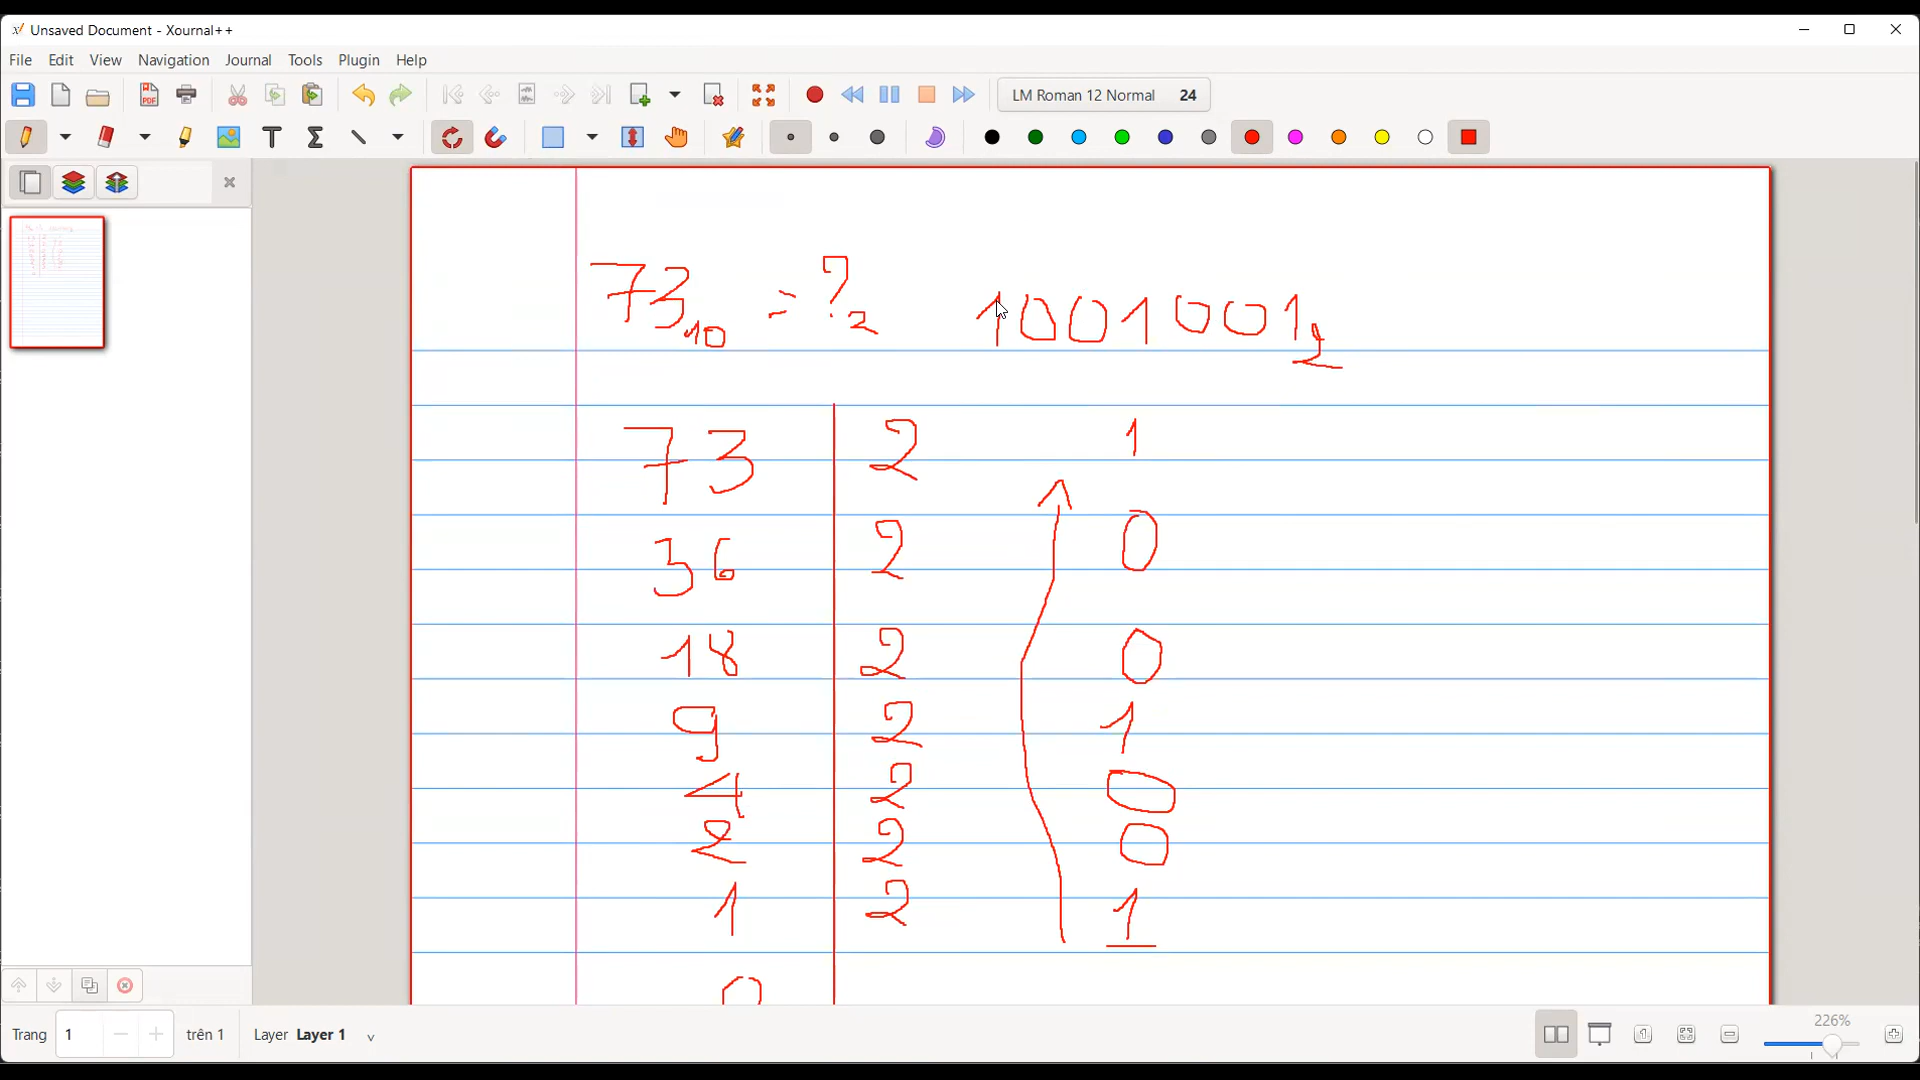 Unsaved Document - Xournal++
File Edit View Navigation Journal Tools Plugin Help
PDF
LM Roman 12 Normal 24
T Σ
73₁₀ = ?₂ 1001001₂
73 2 1
36 2 0
18 2 0
9 2 1
4 2 0
2 2 0
1 2 1
0
Trang 1 trên 1 Layer Layer 1
226%